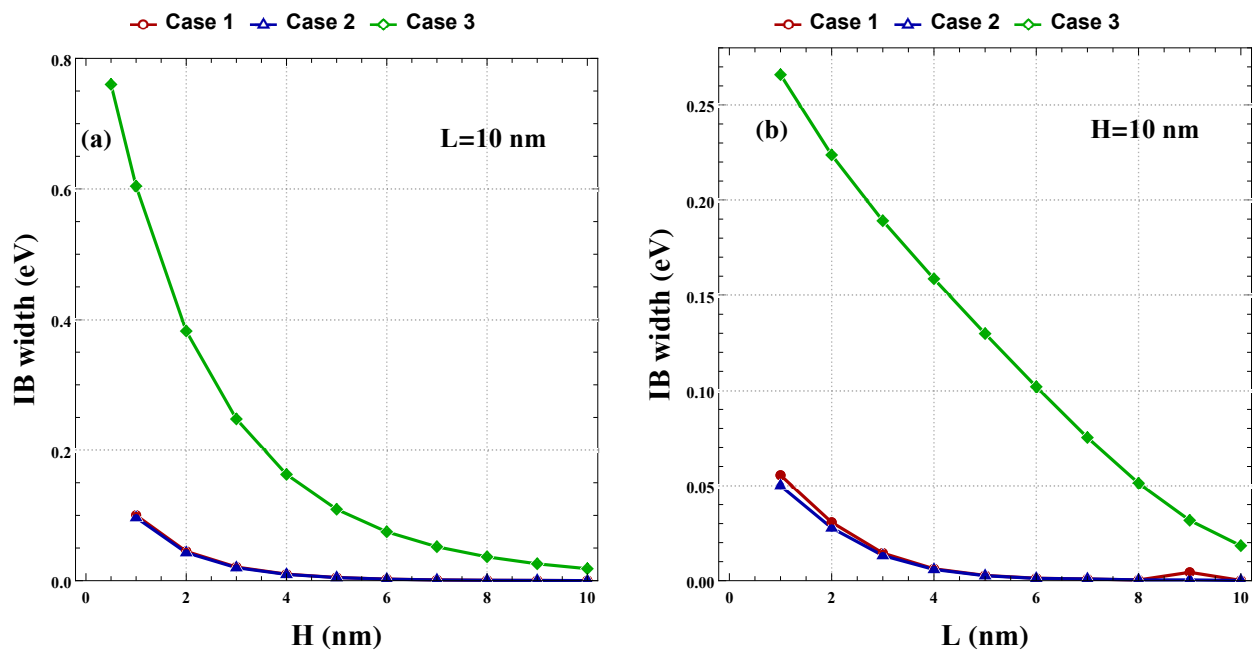 Case 1 Case 2 Case 3
0.8
(a)
L=10 nm
0.6
0.4
0.2
0.0
0 2 4 6 8 10
IB width (eV)
H (nm)
Case 1 Case 2 Case 3
(b)
H=10 nm
0.25
0.20
0.15
0.10
0.05
0.00
0 2 4 6 8 10
IB width (eV)
L (nm)